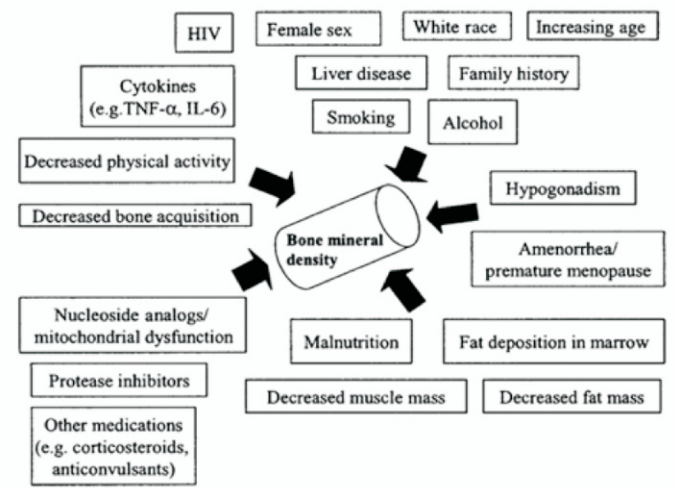 HIV
Female sex
White race
Increasing age
Cytokines
(e.g.TNF-α, IL-6)
Liver disease
Family history
Smoking
Alcohol
Decreased physical activity
Hypogonadism
Decreased bone acquisition
Bone mineral
density
Amenorrhea/
premature menopause
Nucleoside analogs/
mitochondrial dysfunction
Malnutrition
Fat deposition in marrow
Protease inhibitors
Decreased muscle mass
Decreased fat mass
Other medications
(e.g. corticosteroids,
anticonvulsants)